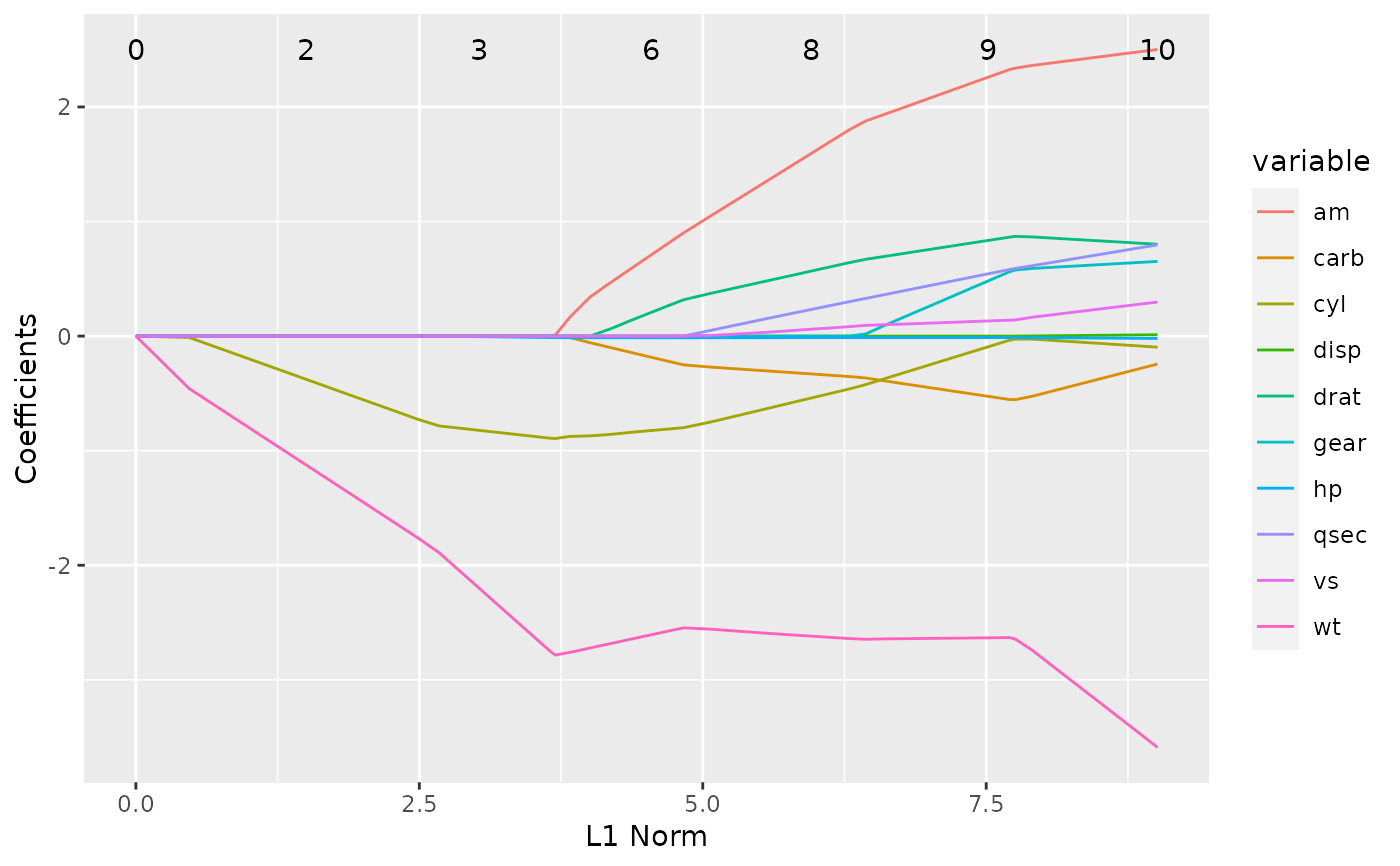 0 2 3 6 8 9 10
2
0
-2
Coefficients
0.0 2.5 5.0 7.5
L1 Norm
variable
am
carb
cyl
disp
drat
gear
hp
qsec
vs
wt